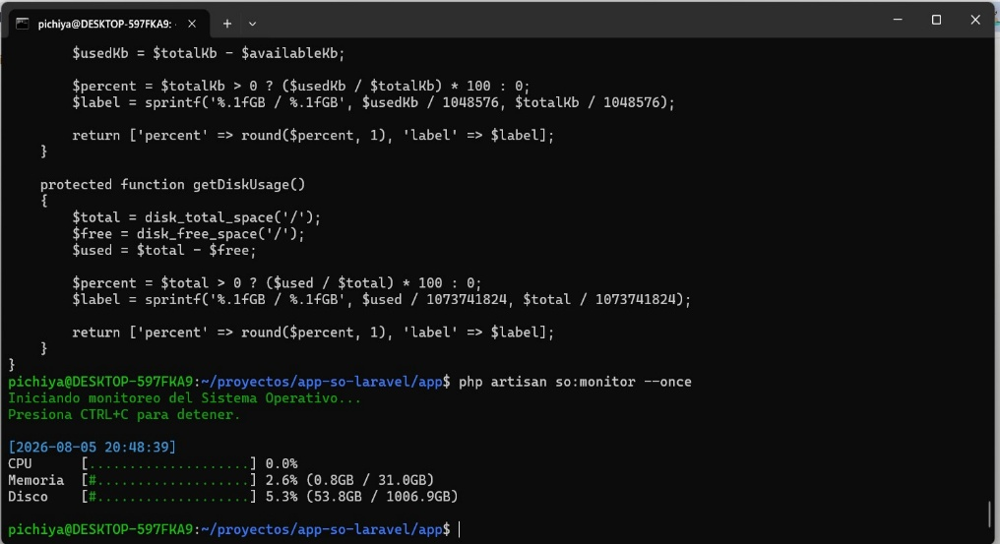 pichiya@DESKTOP-597FKA9:
$usedKb = $totalKb - $availableKb;
$percent = $totalKb > 0 ? ($usedKb / $totalKb) * 100 : 0;
$label = sprintf('%.1fGB / %.1fGB', $usedKb / 1048576, $totalKb / 1048576);
return ['percent' => round($percent, 1), 'label' => $label];
}
protected function getDiskUsage()
{
$total = disk_total_space('/');
$free = disk_free_space('/');
$used = $total - $free;
$percent = $total > 0 ? ($used / $total) * 100 : 0;
$label = sprintf('%.1fGB / %.1fGB', $used / 1073741824, $total / 1073741824);
return ['percent' => round($percent, 1), 'label' => $label];
}
}
pichiya@DESKTOP-597FKA9:~/proyectos/app-so-laravel/app$ php artisan so:monitor --once
Iniciando monitoreo del Sistema Operativo...
Presiona CTRL+C para detener.
[2026-08-05 20:48:39]
CPU [....................] 0.0%
Memoria [#...................] 2.6% (0.8GB / 31.0GB)
Disco [#...................] 5.3% (53.8GB / 1006.9GB)
pichiya@DESKTOP-597FKA9:~/proyectos/app-so-laravel/app$